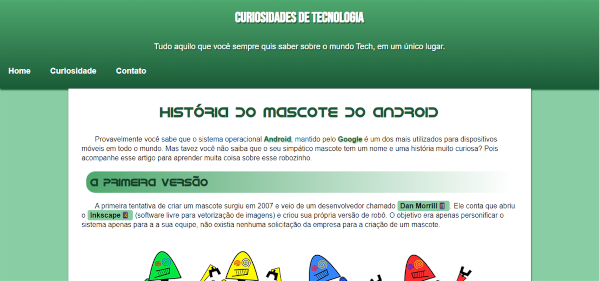 CURIOSIDADES DE TECNOLOGIA
Tudo aquilo que você sempre quis saber sobre o mundo Tech, em um único lugar.
Home Curiosidade Contato
HISTÓRIA DO MASCOTE DO ANDROID
Provavelmente você sabe que o sistema operacional Android, mantido pelo Google é um dos mais utilizados para dispositivos
móveis em todo o mundo. Mas tavez você não saiba que o seu simpático mascote tem um nome e uma história muito curiosa? Pois
acompanhe esse artigo para aprender muita coisa sobre esse robozinho.
A PRIMEIRA VERSÃO
A primeira tentativa de criar um mascote surgiu em 2007 e veio de um desenvolvedor chamado Dan Morrill. Ele conta que abriu
o Inkscape (software livre para vetorização de imagens) e criou sua própria versão de robô. O objetivo era apenas personificar o
sistema apenas para a a sua equipe, não existia nenhuma solicitação da empresa para a criação de um mascote.